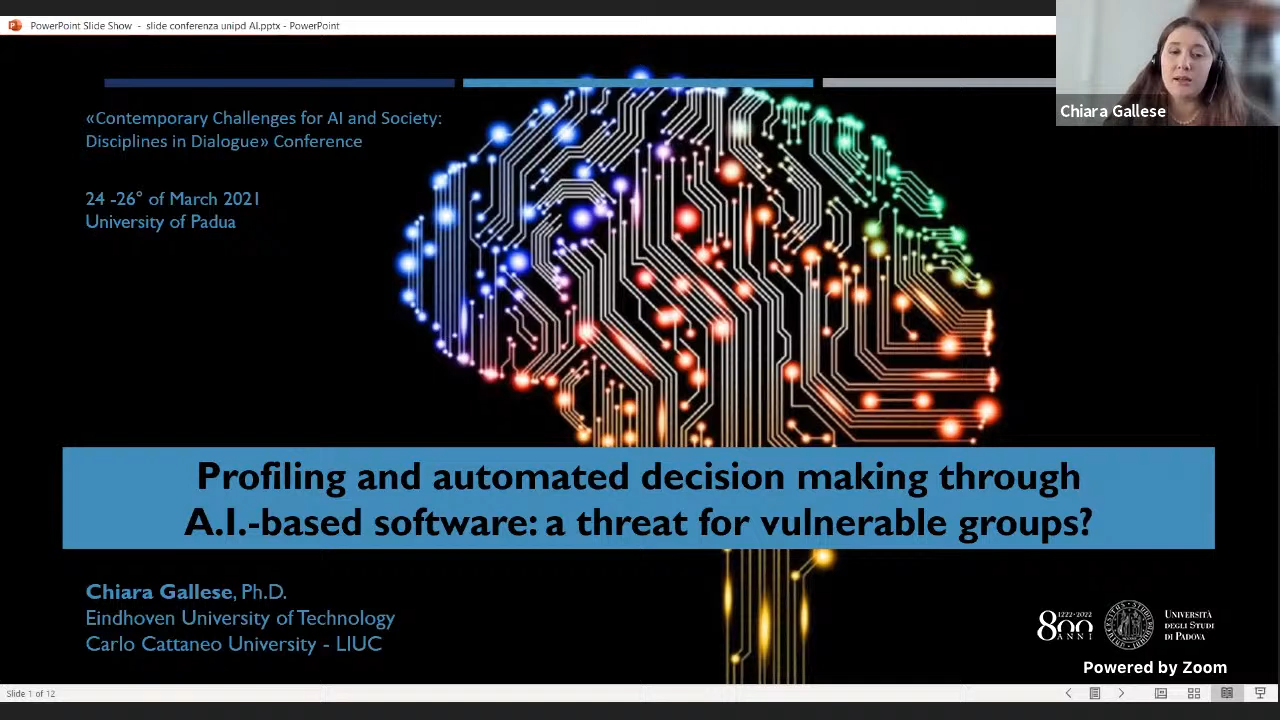 PowerPoint Slide Show - slide conferenza unipd AI.pptx - PowerPoint
Chiara Gallese
«Contemporary Challenges for AI and Society:
Disciplines in Dialogue» Conference
24 -26° of March 2021
University of Padua
Profiling and automated decision making through
A.I.-based software: a threat for vulnerable groups?
Chiara Gallese, Ph.D.
Eindhoven University of Technology
Carlo Cattaneo University - LIUC
1222·2022
800
ANNI
UNIVERSITÀ
DEGLI STUDI
DI PADOVA
Powered by Zoom
Slide 1 of 12